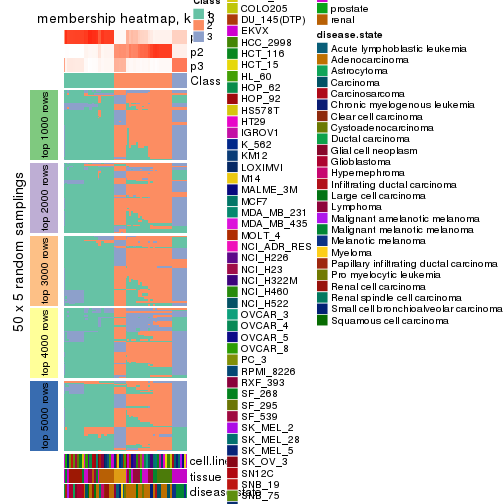 membership heatmap, k
p2
p3
Class
top 1000 rows
top 2000 rows
top 3000 rows
top 4000 rows
top 5000 rows
50 x 5 random samplings
cell.line
tissue
Class
1
2
3
COLO205
DU_145(DTP)
EKVX
HCC_2998
HCT_116
HCT_15
HL_60
HOP_62
HOP_92
HS578T
HT29
IGROV1
K_562
KM12
LOXIMVI
M14
MALME_3M
MCF7
MDA_MB_231
MDA_MB_435
MOLT_4
NCI_ADR_RES
NCI_H226
NCI_H23
NCI_H322M
NCI_H460
NCI_H522
OVCAR_3
OVCAR_4
OVCAR_5
OVCAR_8
PC_3
RPMI_8226
RXF_393
SF_268
SF_295
SF_539
SK_MEL_2
SK_MEL_28
SK_MEL_5
SK_OV_3
SN12C
SNB_19
SNB_75
prostate
renal
disease.state
Acute lymphoblastic leukemia
Adenocarcinoma
Astrocytoma
Carcinoma
Carcinosarcoma
Chronic myelogenous leukemia
Clear cell carcinoma
Cystoadenocarcinoma
Ductal carcinoma
Glial cell neoplasm
Glioblastoma
Hypernephroma
Infiltrating ductal carcinoma
Large cell carcinoma
Lymphoma
Malignant amelanotic melanoma
Malignant melanotic melanoma
Melanotic melanoma
Myeloma
Papillary infiltrating ductal carcinoma
Pro myelocytic leukemia
Renal cell carcinoma
Renal spindle cell carcinoma
Small cell bronchioalveolar carcinoma
Squamous cell carcinoma